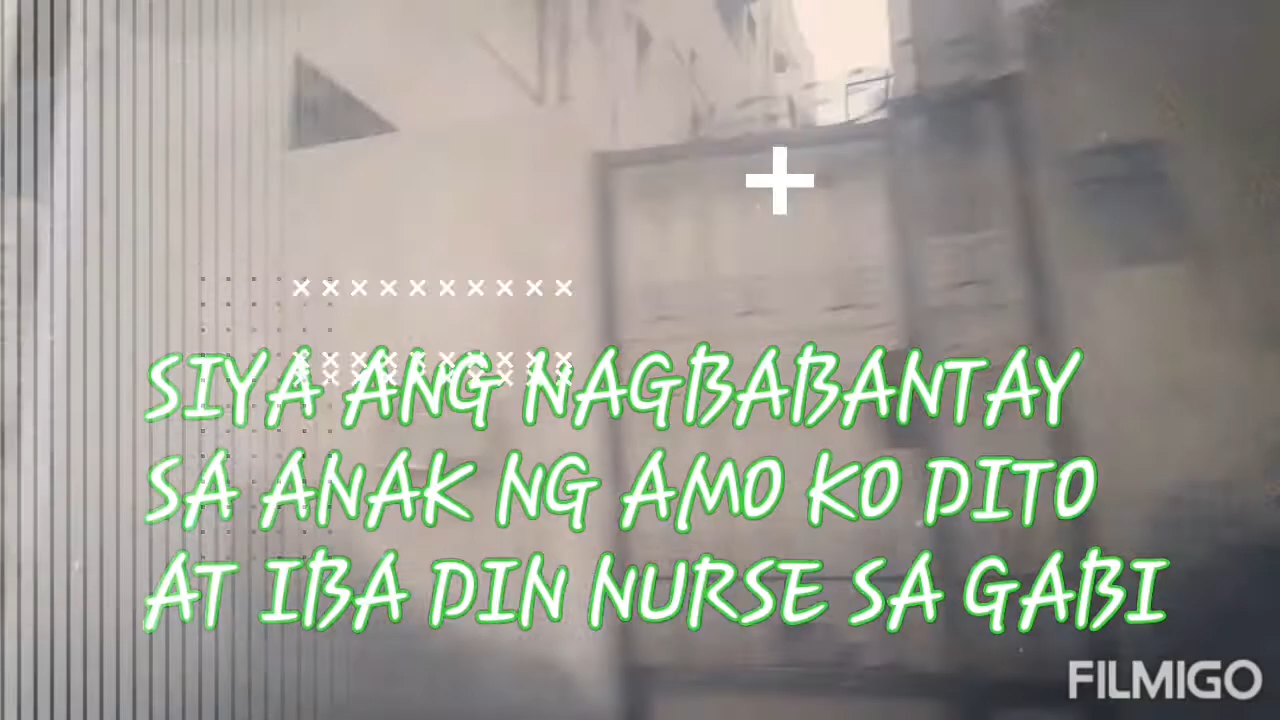 SIYA ANG NAGBABANTAY
SA ANAK NG AMO KO DITO
AT IBA DIN NURSE SA GABI
FILMIGO